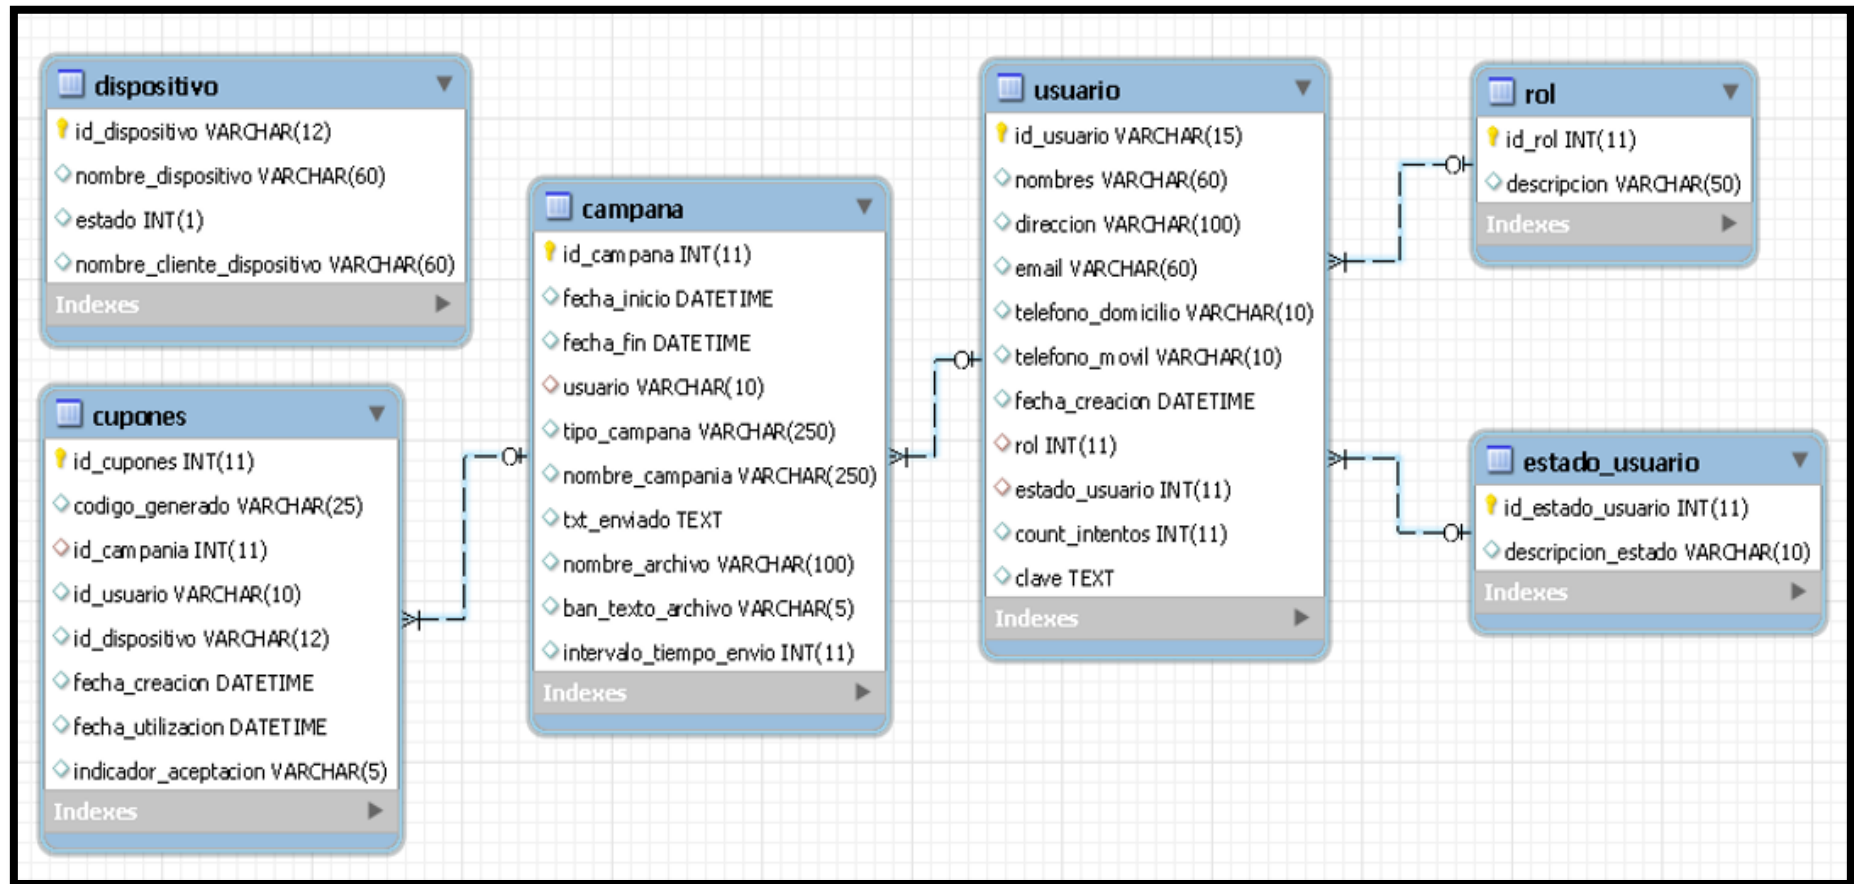 dispositivo
id_dispositivo VARCHAR(12)
nombre_dispositivo VARCHAR(60)
estado INT(1)
nombre_cliente_dispositivo VARCHAR(60)
Indexes
cupones
id_cupones INT(11)
codigo_generado VARCHAR(25)
id_campania INT(11)
id_usuario VARCHAR(10)
id_dispositivo VARCHAR(12)
fecha_creacion DATETIME
fecha_utilizacion DATETIME
indicador_aceptacion VARCHAR(5)
Indexes
campana
id_campana INT(11)
fecha_inicio DATETIME
fecha_fin DATETIME
usuario VARCHAR(10)
tipo_campana VARCHAR(250)
nombre_campania VARCHAR(250)
txt_enviado TEXT
nombre_archivo VARCHAR(100)
ban_texto_archivo VARCHAR(5)
intervalo_tiempo_envio INT(11)
Indexes
usuario
id_usuario VARCHAR(15)
nombres VARCHAR(60)
direccion VARCHAR(100)
email VARCHAR(60)
telefono_domicilio VARCHAR(10)
telefono_movil VARCHAR(10)
fecha_creacion DATETIME
rol INT(11)
estado_usuario INT(11)
count_intentos INT(11)
clave TEXT
Indexes
rol
id_rol INT(11)
descripcion VARCHAR(50)
Indexes
estado_usuario
id_estado_usuario INT(11)
descripcion_estado VARCHAR(10)
Indexes